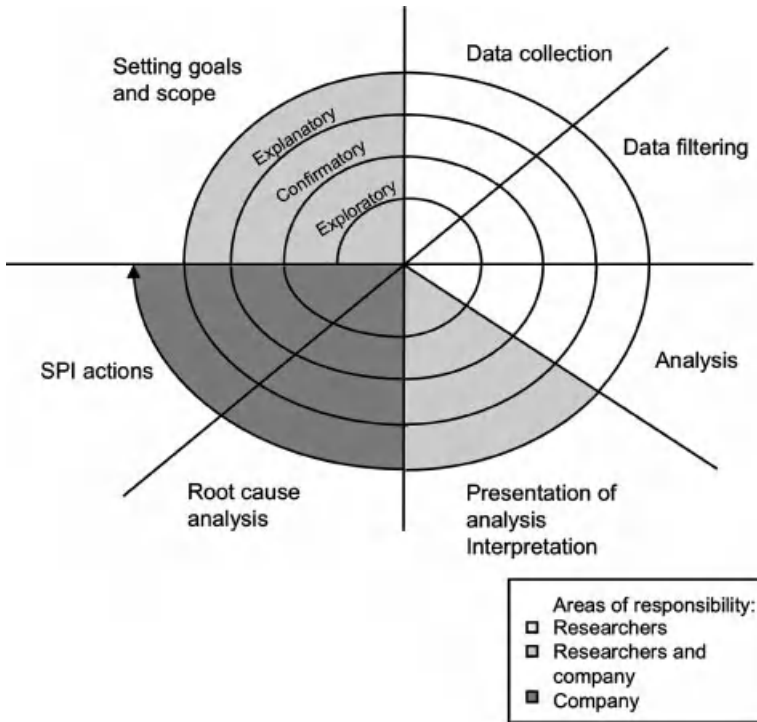 Setting goals
and scope
Data collection
Explanatory
Confirmatory
Exploratory
Data filtering
SPI actions
Analysis
Root cause
analysis
Presentation of
analysis
Interpretation
Areas of responsibility:
Researchers
Researchers and
company
Company